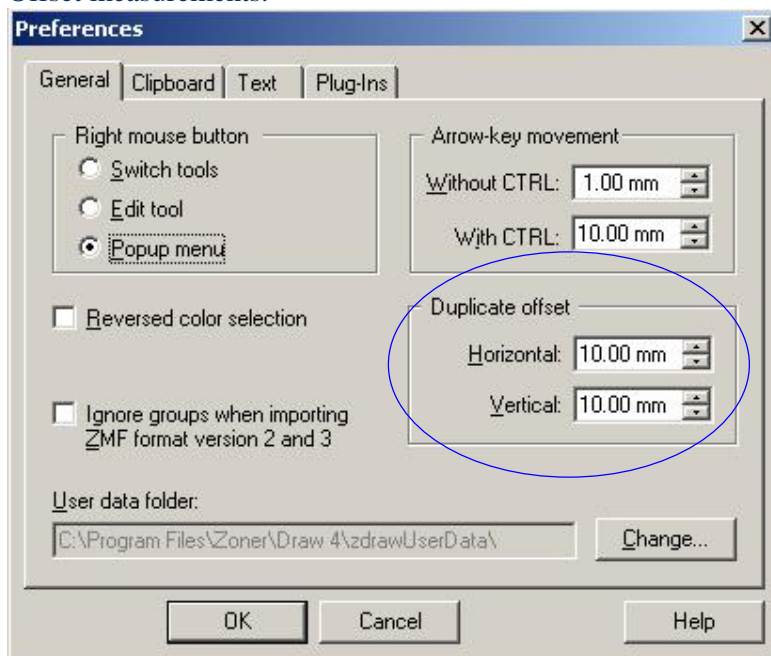 Offset measurements.
Preferences
General Clipboard Text Plug-Ins
Right mouse button
Switch tools
Edit tool
Popup menu
Arrow-key movement
Without CTRL: 1.00 mm
With CTRL: 10.00 mm
Reversed color selection
Ignore groups when importing
ZMF format version 2 and 3
Duplicate offset
Horizontal: 10.00 mm
Vertical: 10.00 mm
User data folder:
C:\Program Files\Zoner\Draw 4\zdrawUserData\ Change...
OK Cancel Help